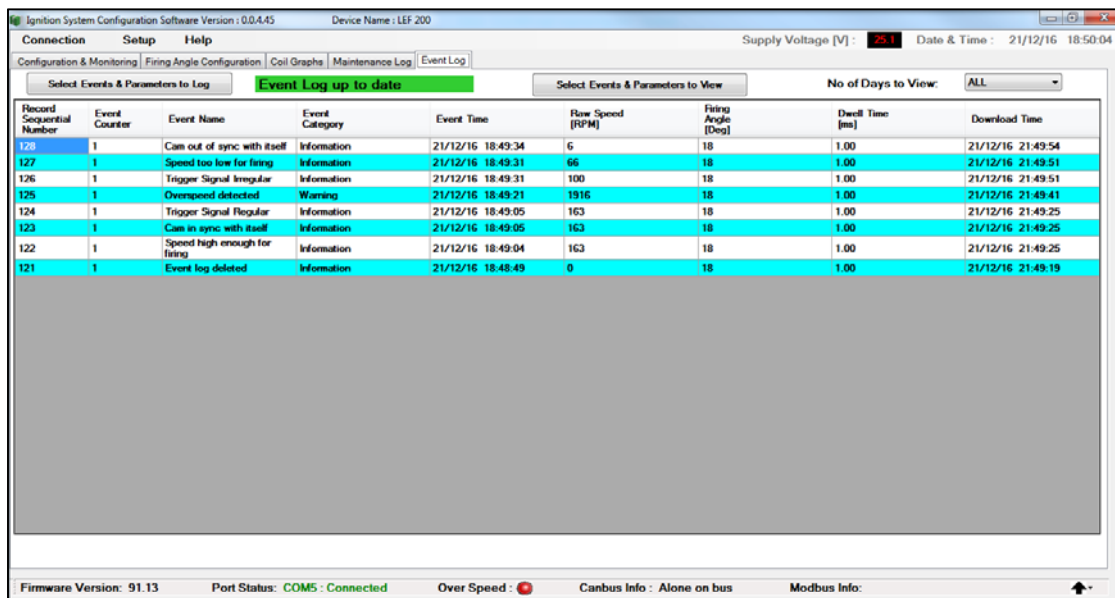 Ignition System Configuration Software Version : 0.0.4.45 Device Name : LEF 200
Connection Setup Help Supply Voltage [V] : 25.1 Date & Time : 21/12/16 18:50:04
Configuration & Monitoring Firing Angle Configuration Coil Graphs Maintenance Log Event Log
Select Events & Parameters to Log Event Log up to date Select Events & Parameters to View No of Days to View: ALL
Record Sequential Number Event Counter Event Name Event Category Event Time Raw Speed [RPM] Firing Angle [Deg] Dwell Time [ms] Download Time
128 1 Cam out of sync with itself Information 21/12/16 18:49:34 6 18 1.00 21/12/16 21:49:54
127 1 Speed too low for firing Information 21/12/16 18:49:31 66 18 1.00 21/12/16 21:49:51
126 1 Trigger Signal Irregular Information 21/12/16 18:49:31 100 18 1.00 21/12/16 21:49:51
125 1 Overspeed detected Warning 21/12/16 18:49:21 1916 18 1.00 21/12/16 21:49:41
124 1 Trigger Signal Regular Information 21/12/16 18:49:05 163 18 1.00 21/12/16 21:49:25
123 1 Cam in sync with itself Information 21/12/16 18:49:05 163 18 1.00 21/12/16 21:49:25
122 1 Speed high enough for firing Information 21/12/16 18:49:04 163 18 1.00 21/12/16 21:49:25
121 1 Event log deleted Information 21/12/16 18:48:49 0 18 1.00 21/12/16 21:49:19
Firmware Version: 91.13 Port Status: COM5 : Connected Over Speed : Canbus Info : Alone on bus Modbus Info: